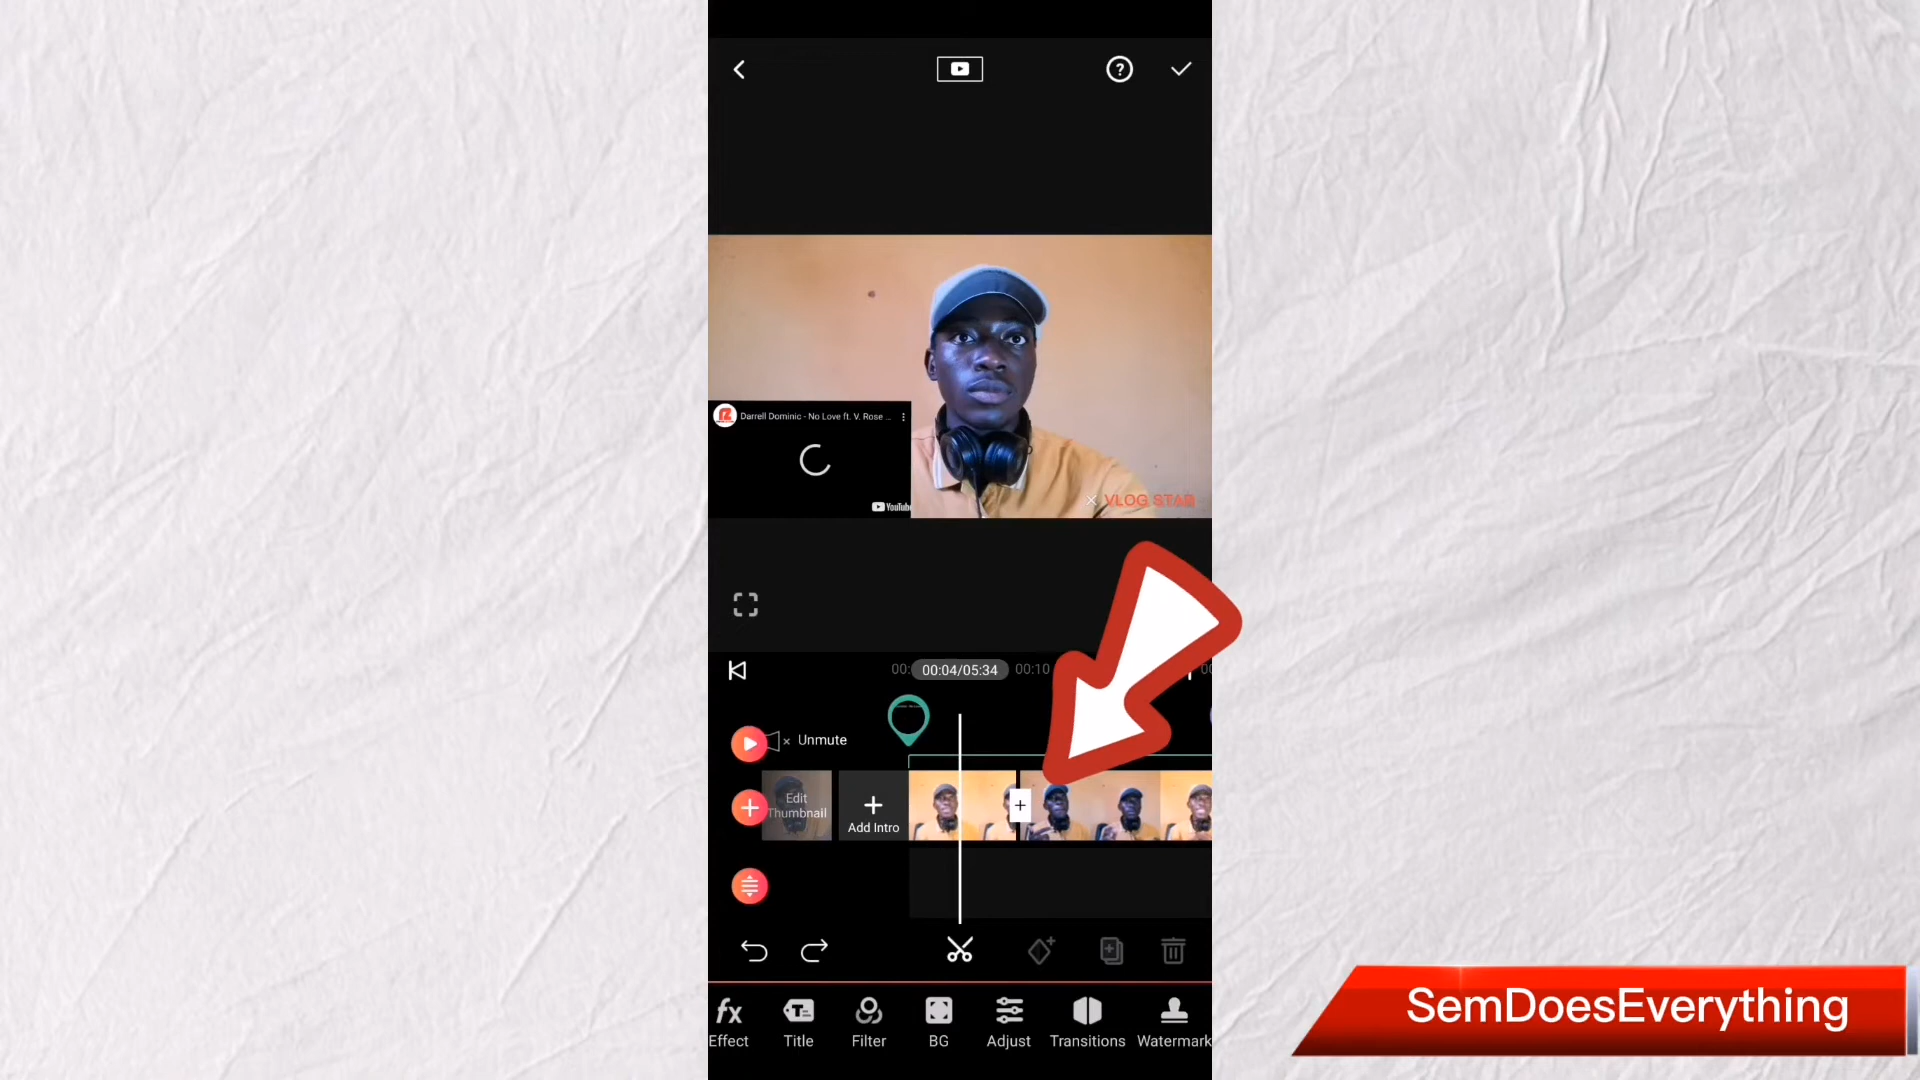 Darrell Dominic - No Love ft. V. Rose ...
YouTube
VLOG STAR
00:04/05:34
00:10
Unmute
Edit
Thumbnail
Add Intro
Effect
Title
Filter
BG
Adjust
Transitions
Watermark
SemDoesEverything